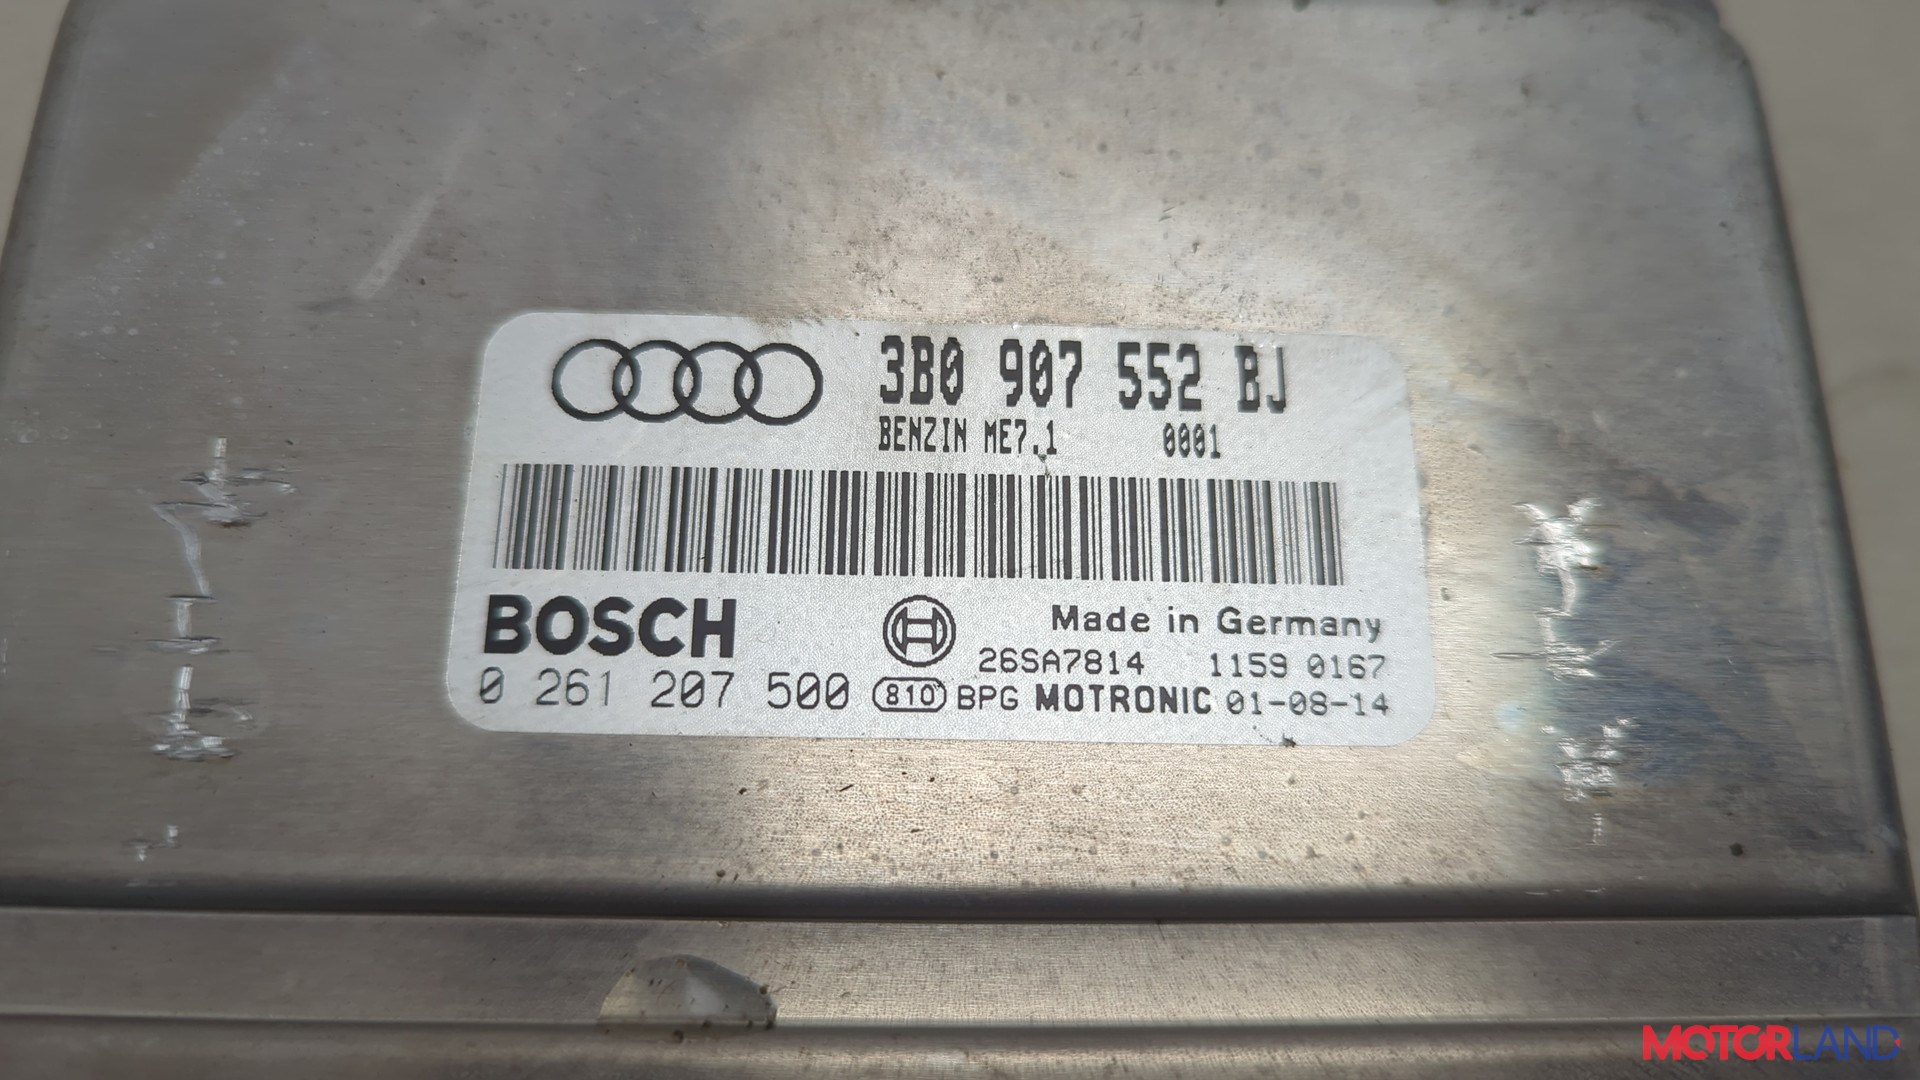 3B0 907 552 BJ
BENZIN ME7.1 0001
BOSCH
Made in Germany
26SA7814 1159 0167
0 261 207 500 810 BPG MOTRONIC 01-08-14
MOTORLAND